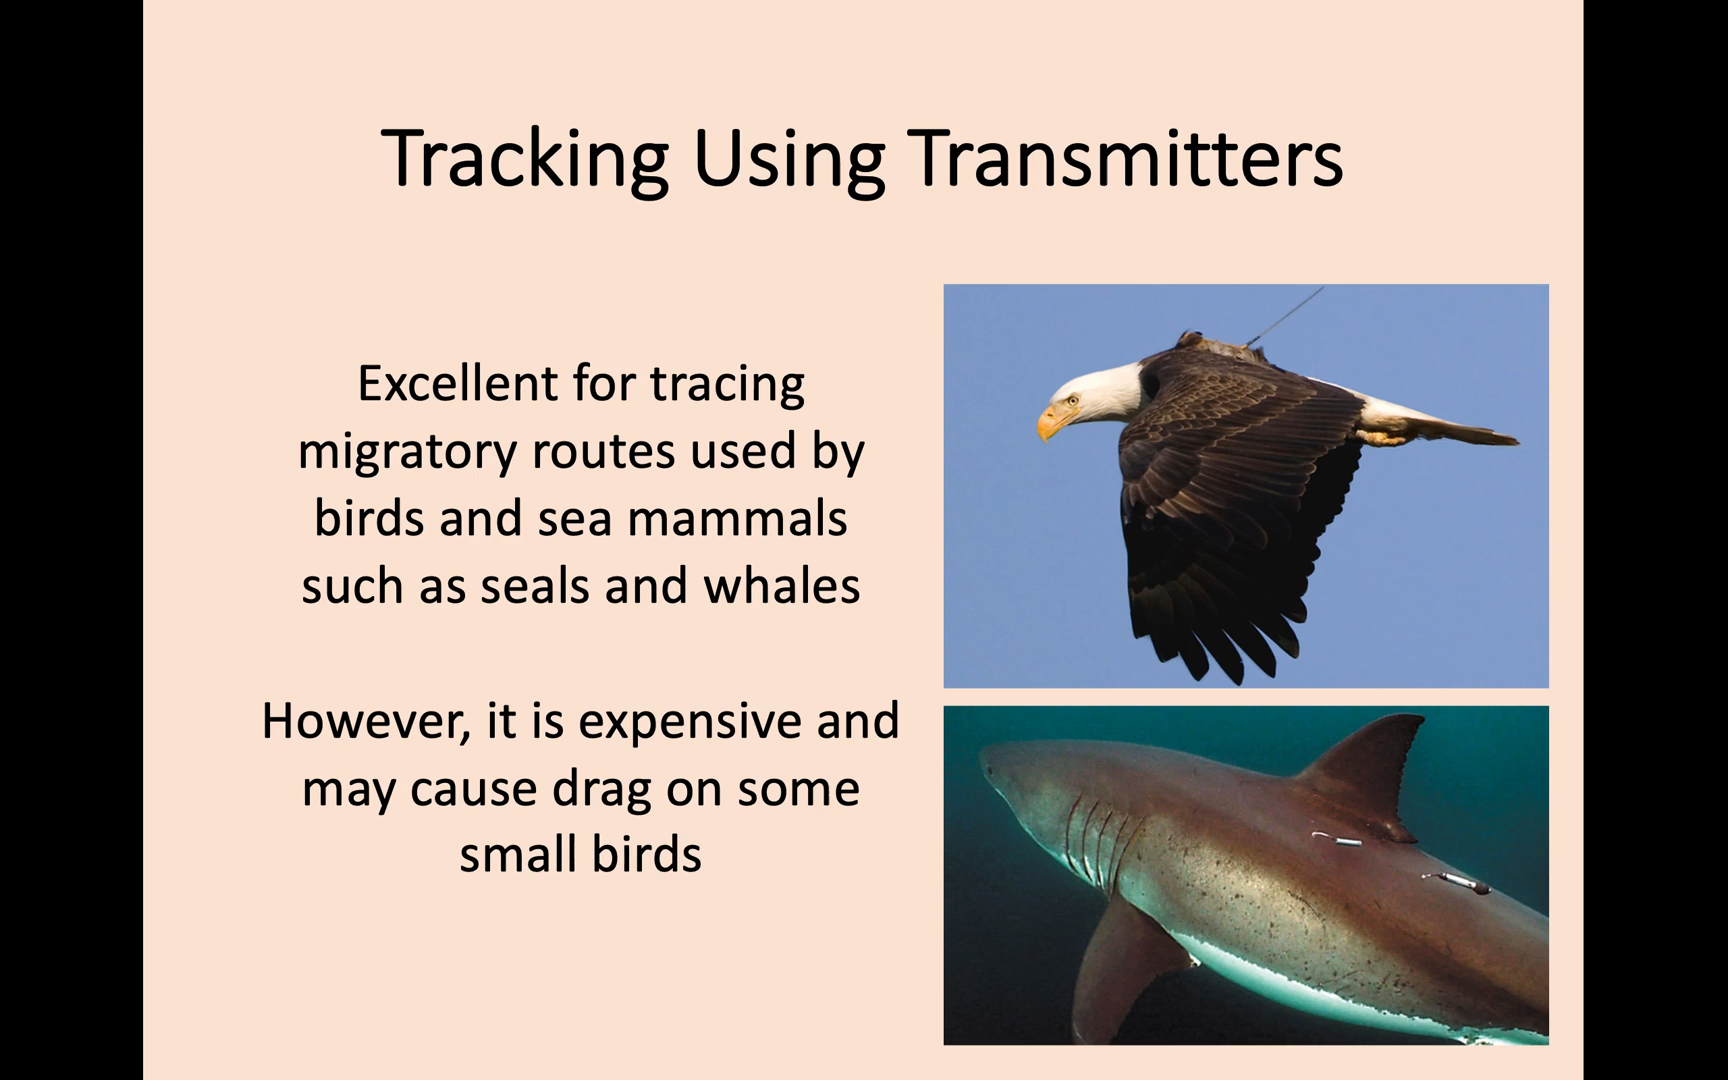 Tracking Using Transmitters
Excellent for tracing
migratory routes used by
birds and sea mammals
such as seals and whales
However, it is expensive and
may cause drag on some
small birds